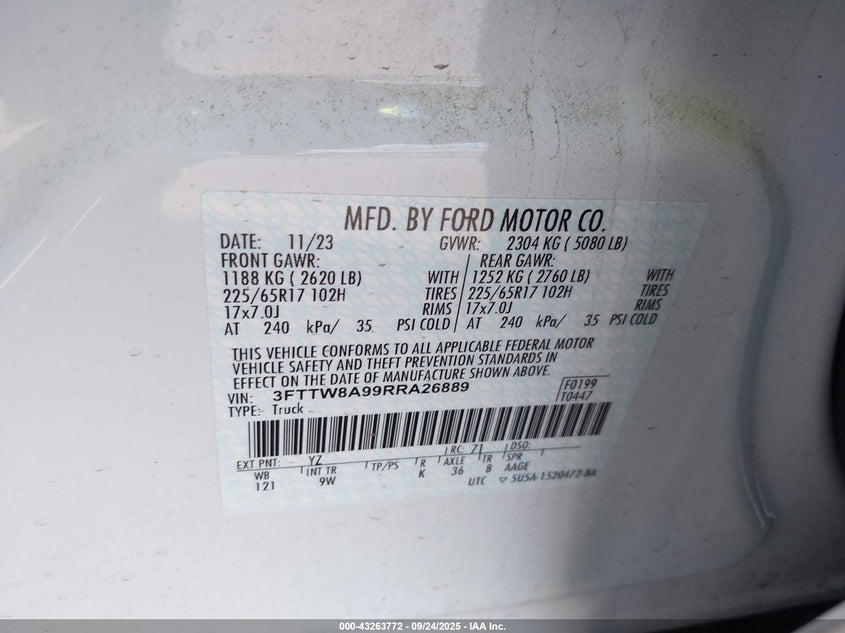 MFD. BY FORD MOTOR CO.
DATE: 11/23 GVWR: 2304 KG ( 5080 LB)
FRONT GAWR: REAR GAWR:
1188 KG ( 2620 LB) WITH 1252 KG ( 2760 LB) WITH
225/65R17 102H TIRES 225/65R17 102H TIRES
17x7.0J RIMS 17x7.0J RIMS
AT 240 kPa/ 35 PSI COLD AT 240 kPa/ 35 PSI COLD
THIS VEHICLE CONFORMS TO ALL APPLICABLE FEDERAL MOTOR
VEHICLE SAFETY AND THEFT PREVENTION STANDARDS IN
EFFECT ON THE DATE OF MANUFACTURE SHOWN ABOVE.
VIN: 3FTTW8A99RRA26889 F0199
TYPE: Truck T0447
EXT PNT: YZ RC: 71 DSO:
WB INT TR TP/PS R AXLE TR SPR
121 9W K 36 8 AAGE
UTC ▽ 5U5A-1520472-BA
000-43263772 - 09/24/2025 - IAA Inc.